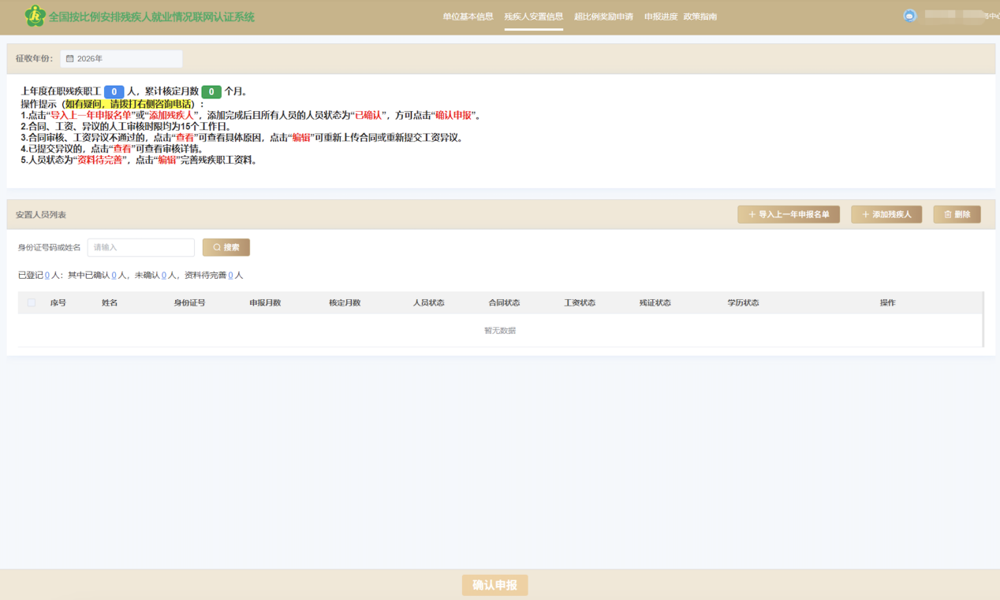 全国按比例安排残疾人就业情况联网认证系统
单位基本信息 残疾人安置信息 超比例奖励申请 申报进度 政策指南
征收年份： 2026年
上年度在职残疾职工 0 人，累计核定月数 0 个月。
操作提示（如有疑问，请拨打右侧咨询电话）：
1.点击“导入上一年申报名单”或“添加残疾人”，添加完成后且所有人员的人员状态为“已确认”，方可点击“确认申报”。
2.合同、工资、异议的人工审核时限均为15个工作日。
3.合同审核、工资异议不通过的，点击“查看”可查看具体原因，点击“编辑”可重新上传合同或重新提交工资异议。
4.已提交异议的，点击“查看”可查看审核详情。
5.人员状态为“资料待完善”，点击“编辑”完善残疾职工资料。
安置人员列表 + 导入上一年申报名单 + 添加残疾人 删除
身份证号码或姓名 请输入 搜索
已登记0人：其中已确认0人，未确认0人，资料待完善0人
序号 姓名 身份证号 申报月数 核定月数 人员状态 合同状态 工资状态 残证状态 学历状态 操作
暂无数据
确认申报